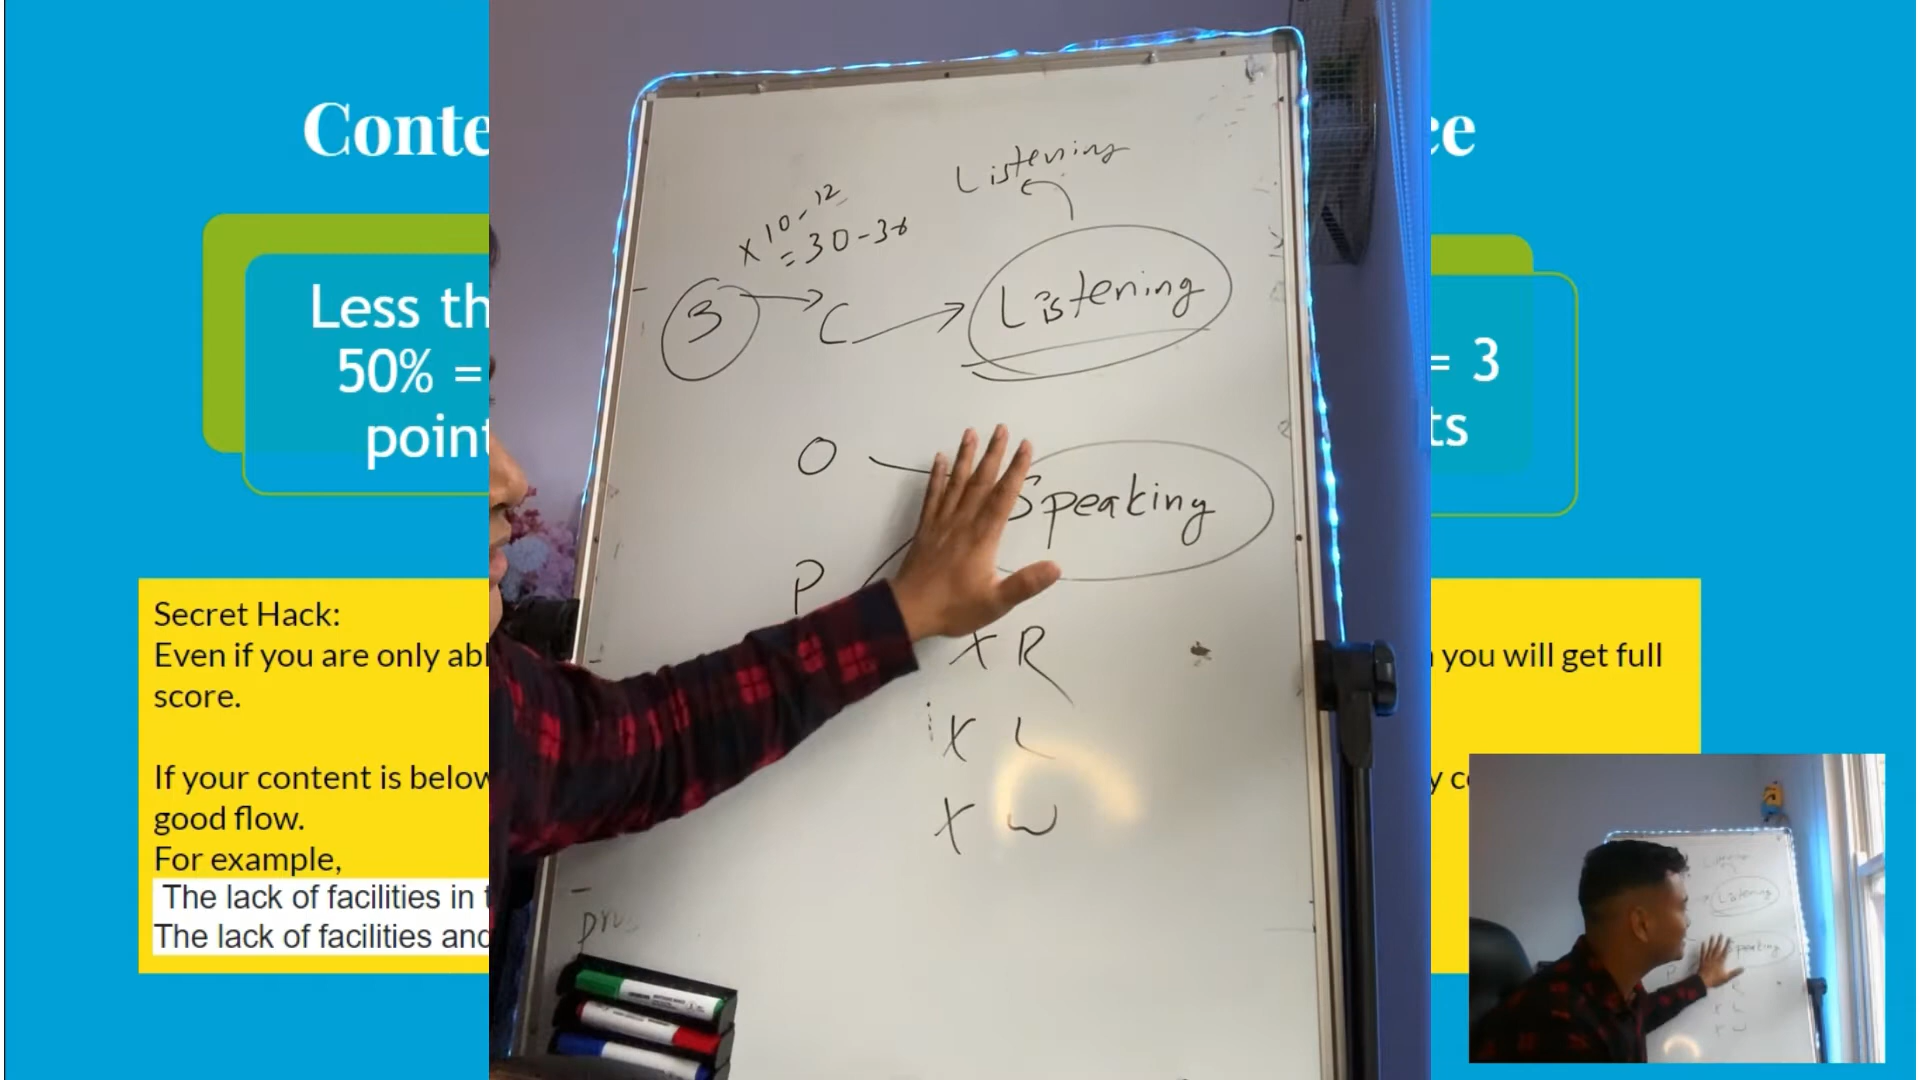 Conte
ce
Less th
50% =
point
= 3
ts
Secret Hack:
Even if you are only abl
you will get full
score.
If your content is below
y c
good flow.
For example,
The lack of facilities in t
The lack of facilities and
Listening
x 10-12
= 30-36
3
C
Listening
O
Speaking
P
X R
X L
X W
Listening
Speaking
P
R
X L
X W